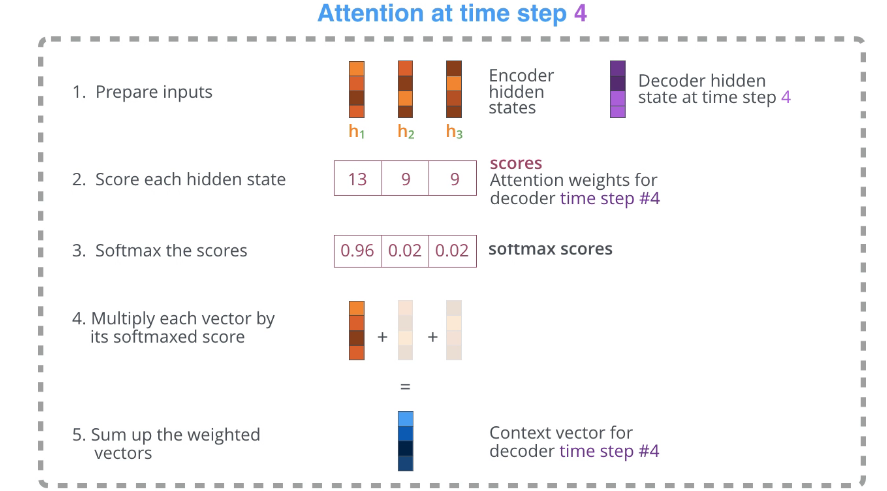 Attention at time step 4
1. Prepare inputs
h1 h2 h3
Encoder
hidden
states
Decoder hidden
state at time step 4
2. Score each hidden state
13 9 9
scores
Attention weights for
decoder time step #4
3. Softmax the scores
0.96 0.02 0.02
softmax scores
4. Multiply each vector by
its softmaxed score
+ +
=
5. Sum up the weighted
vectors
Context vector for
decoder time step #4